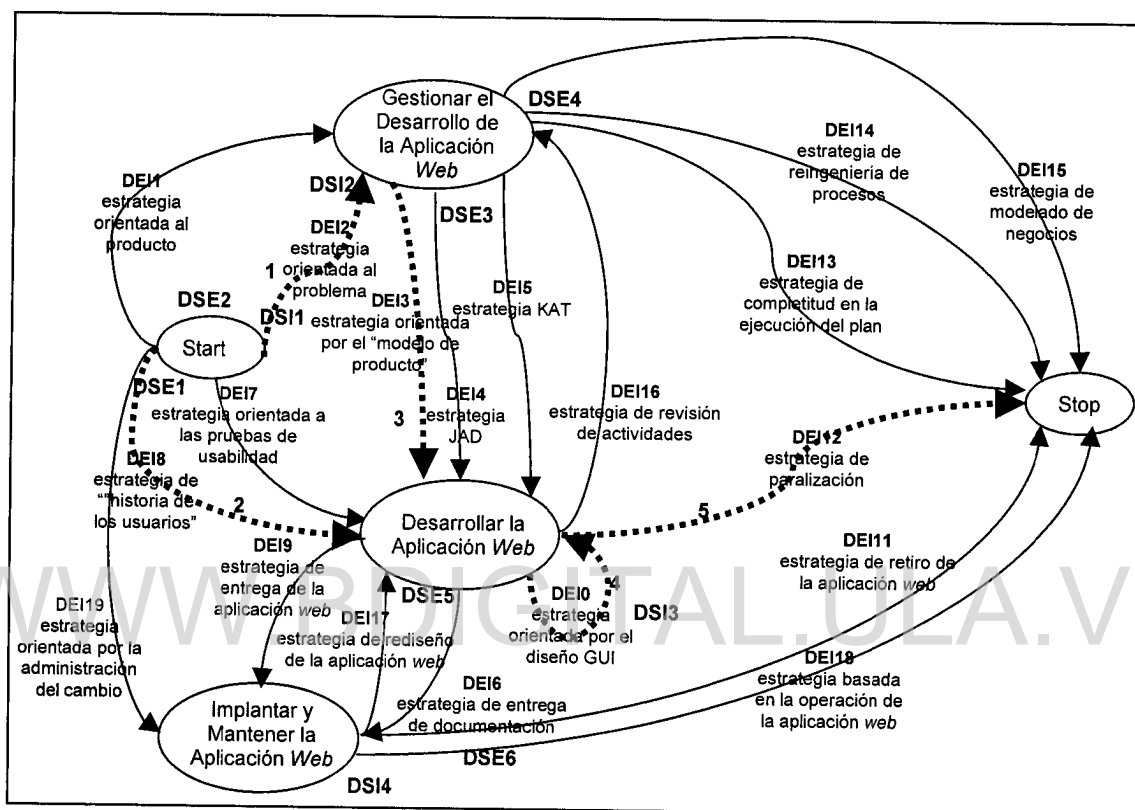 Gestionar el
Desarrollo de
la Aplicación
Web
DSE4
DEI14
estrategia de
reingenieria de
procesos
DEI15
estrategia de
modelado de
negocios
DEI1
estrategia
orientada al
producto
DSI2
DSE3
DEI2
estrategia
orientada al
problema
1
DEI13
estrategia de
completitud en la
ejecución del plan
DEI5
estrategia KAT
DEI3
estrategia orientada
por el "modelo de
producto"
DSE2
DSI1
Start
Stop
DSE1
DEI7
estrategia orientada a
las pruebas de
usabilidad
3
DEI4
estrategia
JAD
DEI16
estrategia de revisión
de actividades
DEI12
estrategia de
paralización
DEI8
estrategia de
""historia de
los usuarios"
2
5
Desarrollar la
Aplicación Web
DEI9
estrategia de
entrega de la
aplicación web
DEI11
estrategia de retiro de
la aplicación web
4
DSE5
DEI0
estrategia
orientada por el
diseño GUI
DSI3
WWW.BDIGITAL.ULA.V
DEI19
estrategia
orientada por la
administración
del cambio
DEI17
estrategia de rediseño
de la aplicación web
DEI18
estrategia basada
en la operación de
la aplicación web
DEI6
estrategia de entrega
de documentación
Implantar y
Mantener la
Aplicación Web
DSE6
DSI4